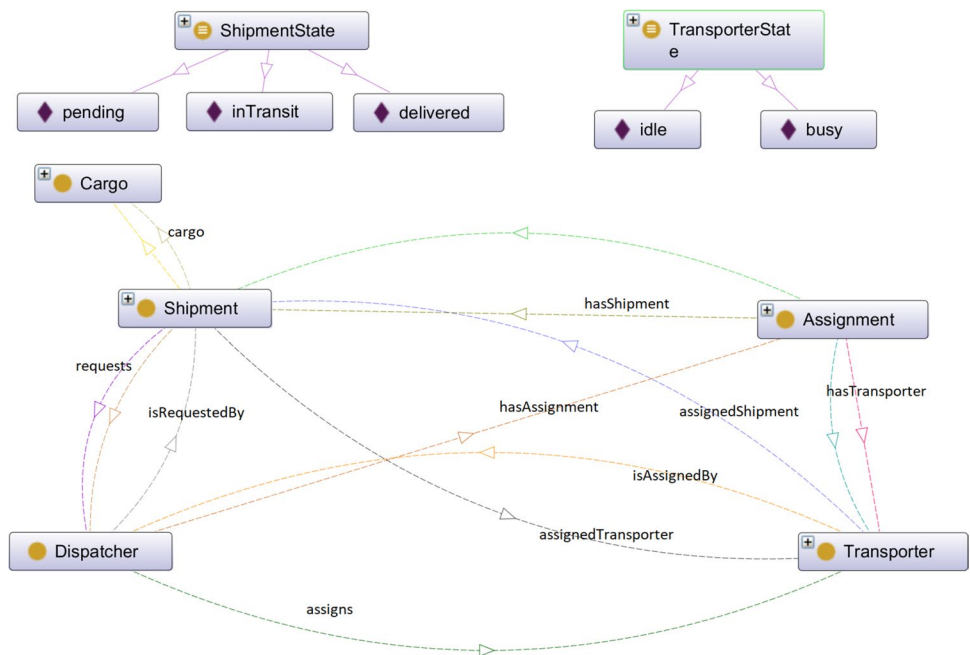 ShipmentState
TransporterStat
e
pending
inTransit
delivered
idle
busy
Cargo
cargo
Shipment
hasShipment
Assignment
requests
isRequestedBy
hasAssignment
assignedShipment
hasTransporter
isAssignedBy
assignedTransporter
Dispatcher
Transporter
assigns